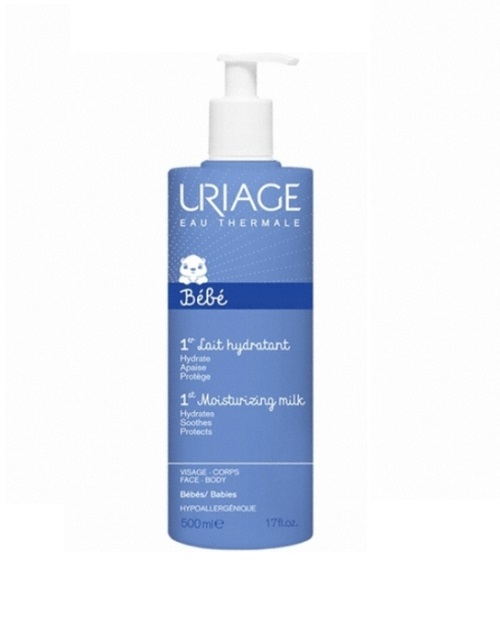 URIAGE
EAU THERMALE
Bébé
1er Lait hydratant
Hydrate
Apaise
Protège
1st Moisturizing milk
Hydrates
Soothes
Protects
VISAGE - CORPS
FACE - BODY
Bébés/ Babies
HYPOALLERGÉNIQUE
500ml℮ 17fl.oz.